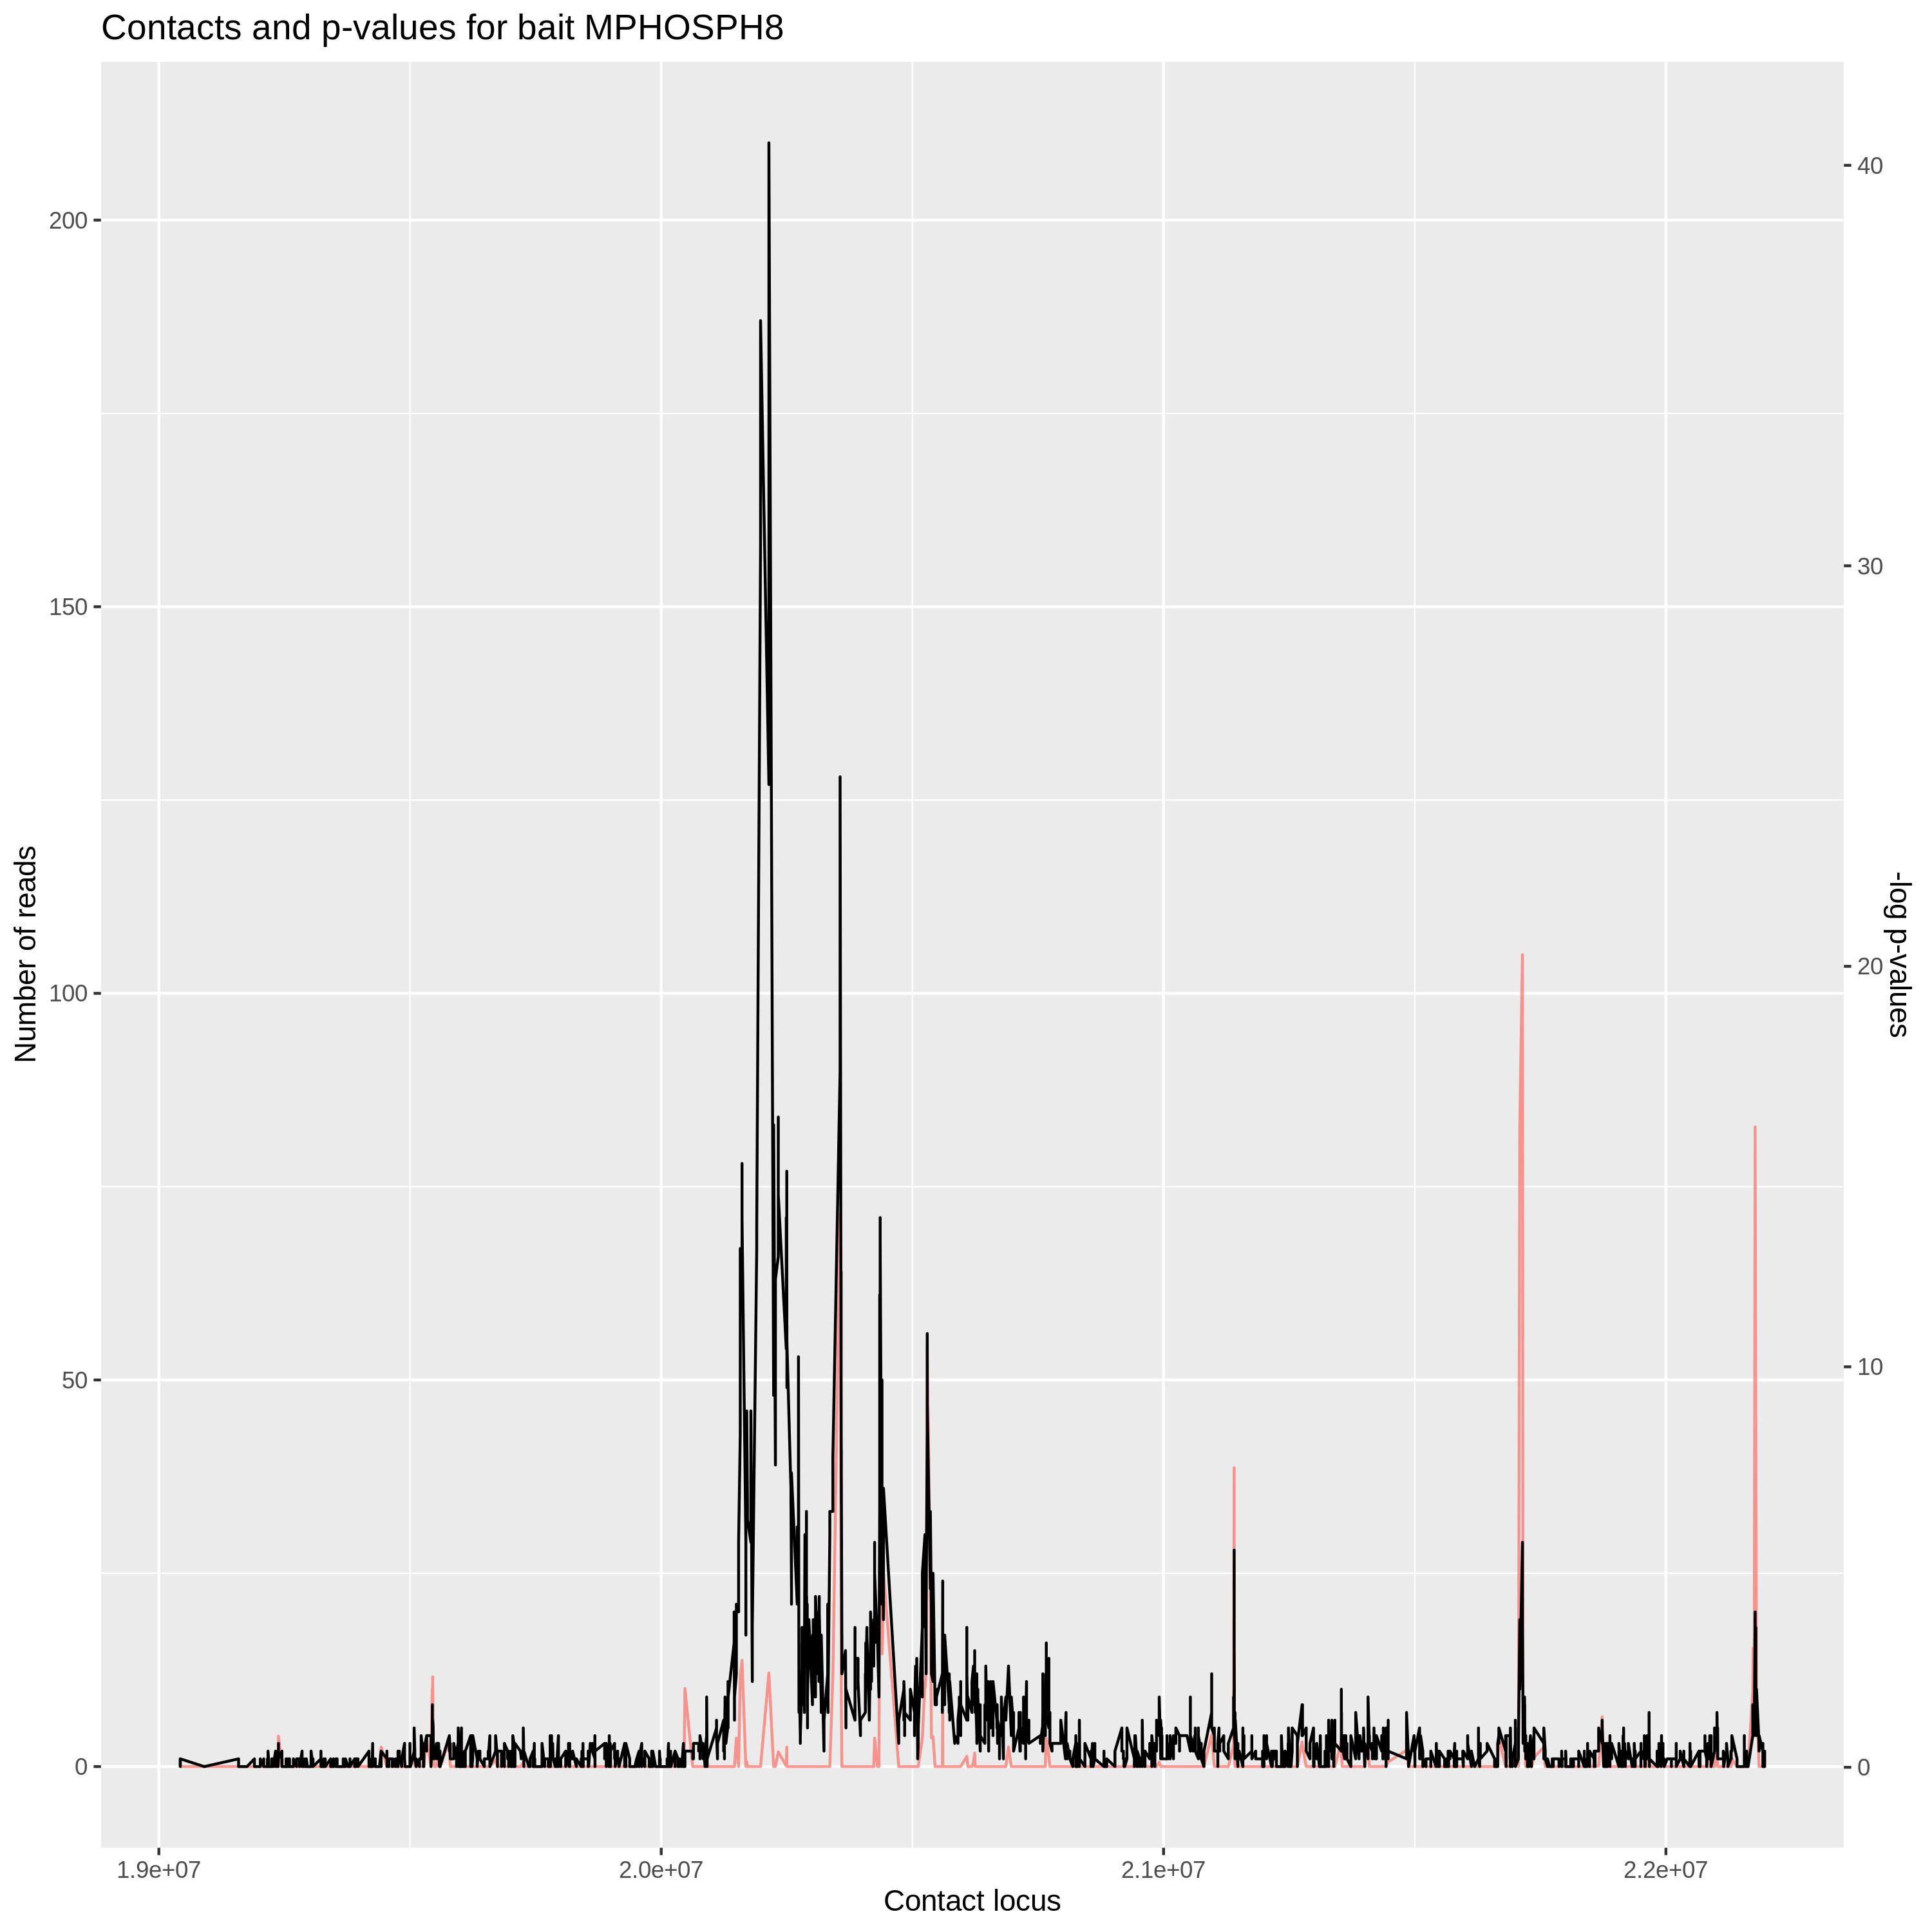 Contacts and p-values for bait MPHOSPH8
Number of reads
200
150
100
50
0
40
30
20
10
0
-log p-values
1.9e+07 2.0e+07 2.1e+07 2.2e+07
Contact locus